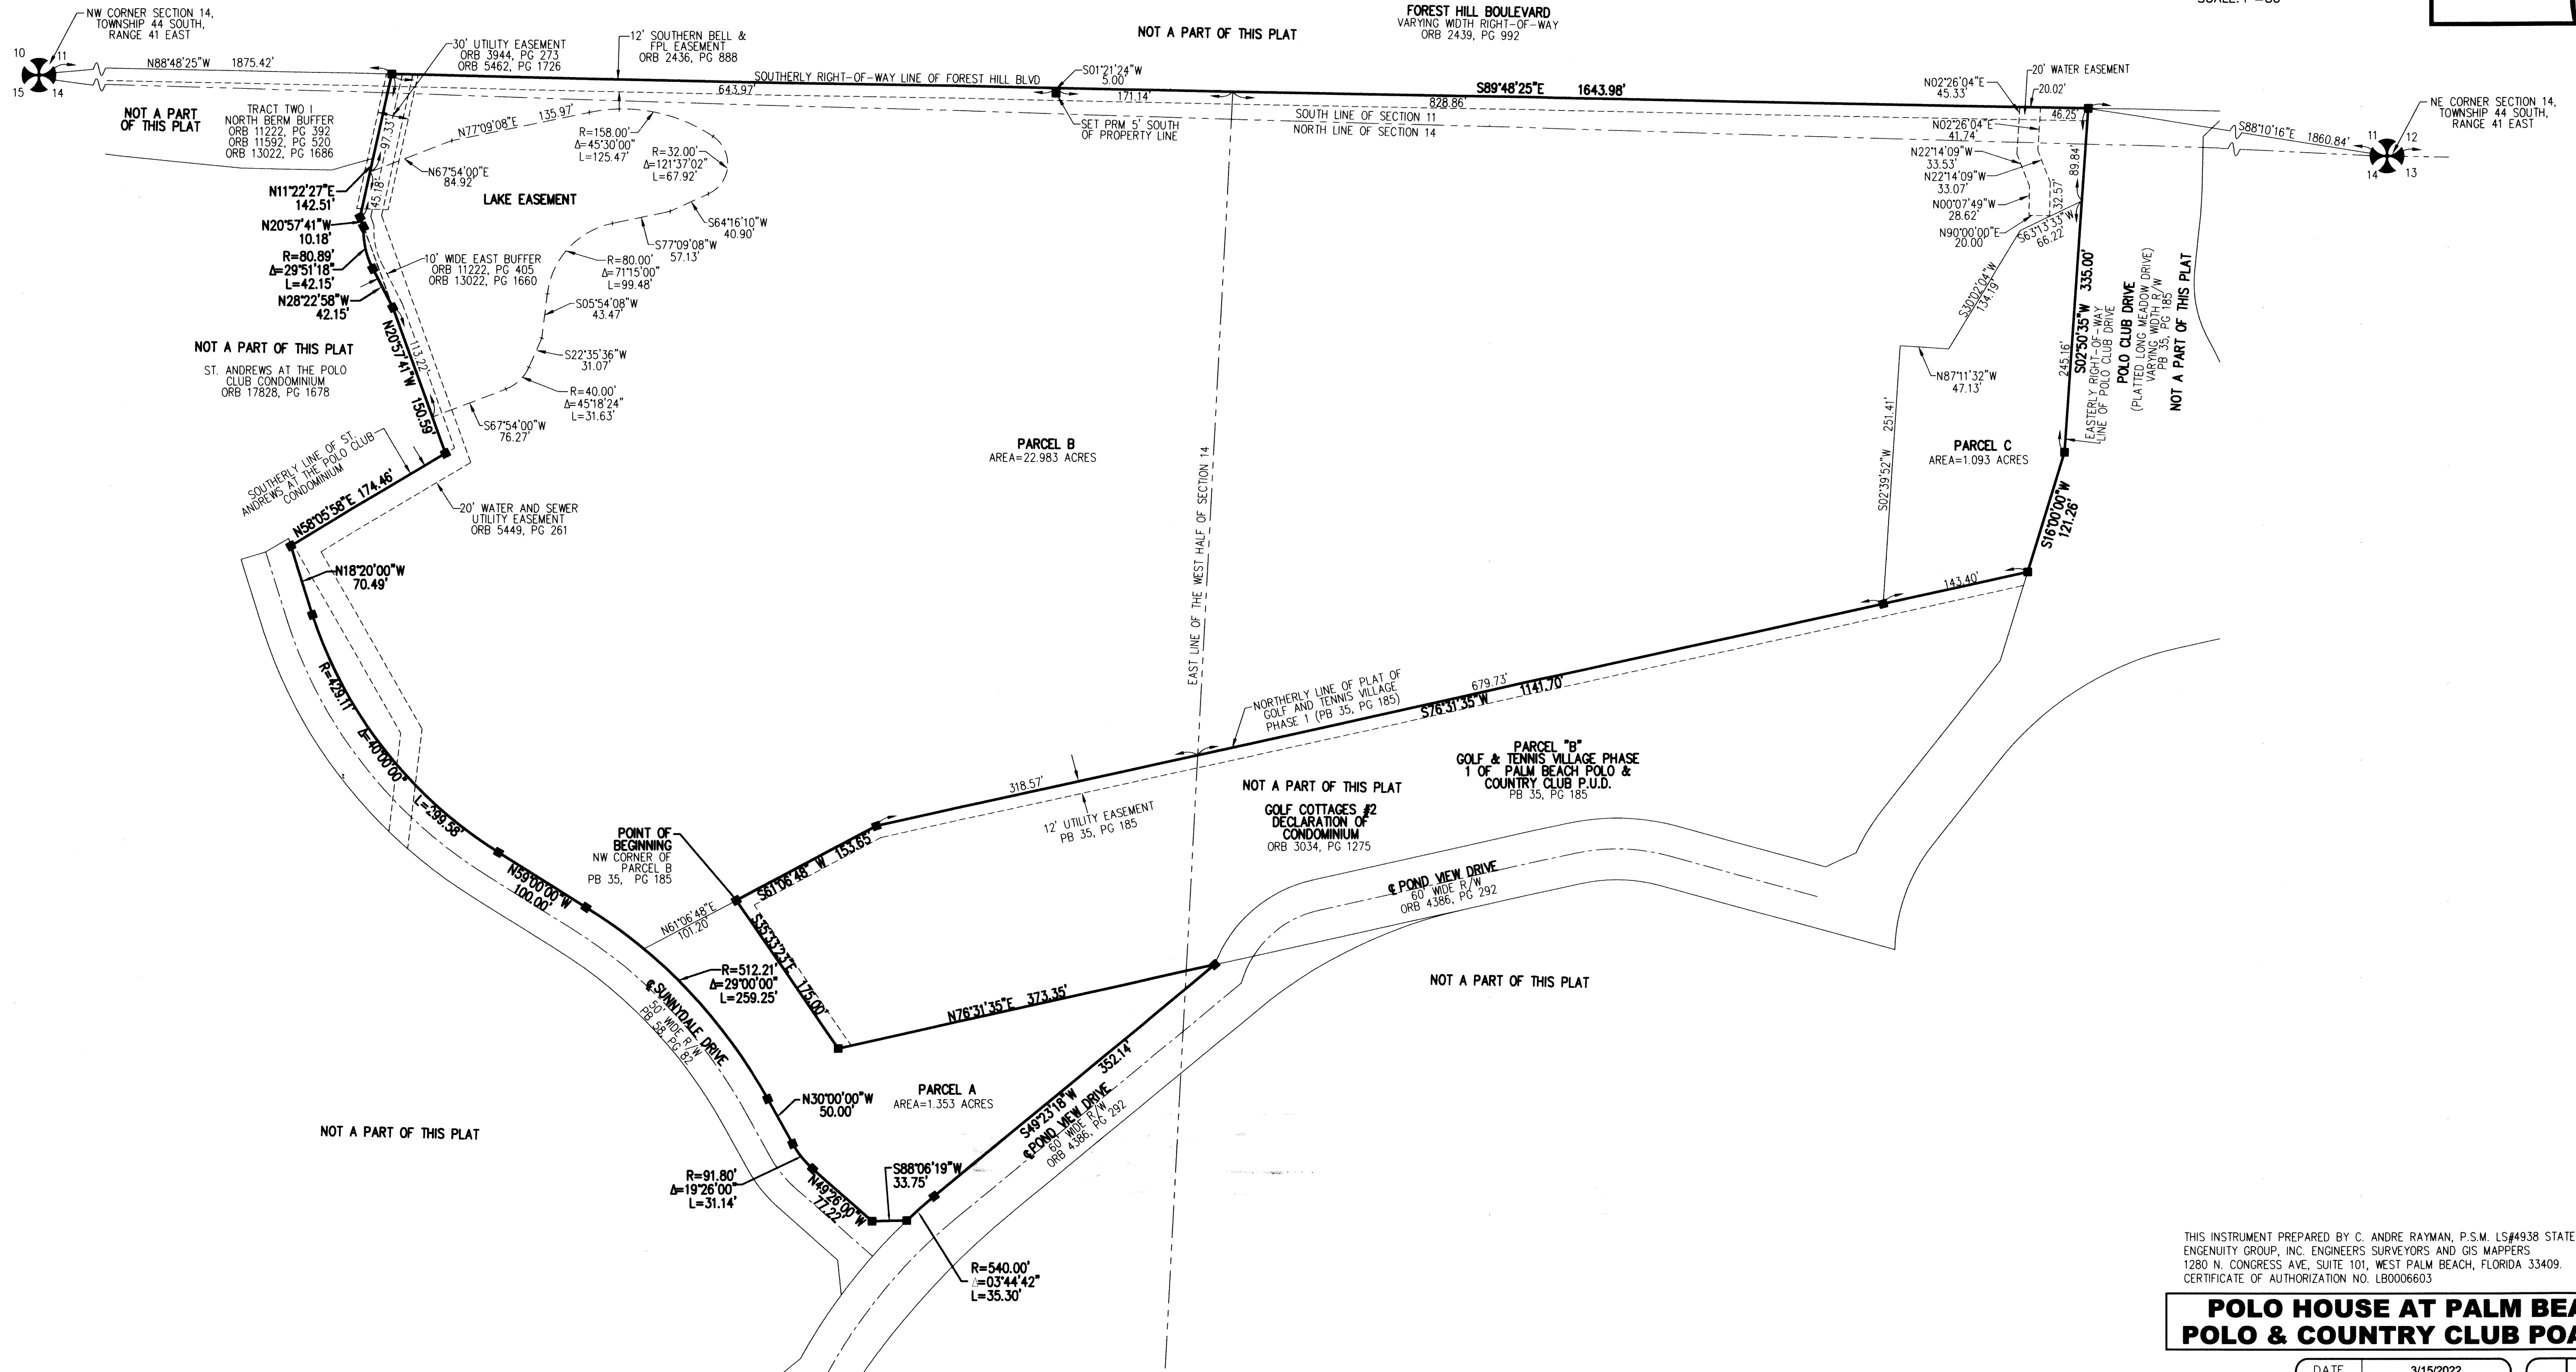 SCALE: 1"=50'
NW CORNER SECTION 14,
TOWNSHIP 44 SOUTH,
RANGE 41 EAST
10
11
15
14
N88°48'25"W 1875.42'
NOT A PART
OF THIS PLAT
TRACT TWO I
NORTH BERM BUFFER
ORB 11222, PG 392
ORB 11592, PG 520
ORB 13022, PG 1686
30' UTILITY EASEMENT
ORB 3944, PG 273
ORB 5462, PG 1726
12' SOUTHERN BELL &
FPL EASEMENT
ORB 2436, PG 888
NOT A PART OF THIS PLAT
FOREST HILL BOULEVARD
VARYING WIDTH RIGHT-OF-WAY
ORB 2439, PG 992
SOUTHERLY RIGHT-OF-WAY LINE OF FOREST HILL BLVD
643.97'
S01°21'24"W
5.00'
171.14'
SET PRM 5' SOUTH
OF PROPERTY LINE
S89°48'25"E 1643.98'
828.86'
SOUTH LINE OF SECTION 11
NORTH LINE OF SECTION 14
N02°26'04"E
45.33'
20' WATER EASEMENT
20.02'
46.25'
N02°26'04"E
41.74'
N22°14'09"W
33.53'
N22°14'09"W
33.07'
N00°07'49"W
28.62'
N90°00'00"E
20.00'
32.57'
89.84'
S63°13'33"W
66.22'
S88°10'16"E 1860.84'
NE CORNER SECTION 14,
TOWNSHIP 44 SOUTH,
RANGE 41 EAST
11
12
14
13
97.33'
45.18'
N77°09'08"E 135.97'
N67°54'00"E
84.92'
R=158.00'
Δ=45°30'00"
L=125.47'
R=32.00'
Δ=121°37'02"
L=67.92'
LAKE EASEMENT
S64°16'10"W
40.90'
S77°09'08"W
57.13'
R=80.00'
Δ=71°15'00"
L=99.48'
S05°54'08"W
43.47'
S22°35'36"W
31.07'
R=40.00'
Δ=45°18'24"
L=31.63'
S67°54'00"W
76.27'
N11°22'27"E
142.51'
N20°57'41"W
10.18'
R=80.89'
Δ=29°51'18"
L=42.15'
N28°22'58"W
42.15'
10' WIDE EAST BUFFER
ORB 11222, PG 405
ORB 13022, PG 1660
N20°57'41"W 150.59'
113.22'
NOT A PART OF THIS PLAT
ST. ANDREWS AT THE POLO
CLUB CONDOMINIUM
ORB 17828, PG 1678
SOUTHERLY LINE OF ST.
ANDREWS AT THE POLO CLUB
CONDOMINIUM
N58°05'58"E 174.46'
20' WATER AND SEWER
UTILITY EASEMENT
ORB 5449, PG 261
N18°20'00"W
70.49'
R=429.11'
Δ=40°00'00"
L=299.58'
N59°00'00"W
100.00'
PARCEL B
AREA=22.983 ACRES
EAST LINE OF THE WEST HALF OF SECTION 14
S30°02'04"W
134.19'
N87°11'32"W
47.13'
S02°39'52"W 251.41'
PARCEL C
AREA=1.093 ACRES
245.16'
S02°50'35"W 335.00'
EASTERLY RIGHT-OF-WAY
LINE OF POLO CLUB DRIVE
POLO CLUB DRIVE
(PLATTED LONG MEADOW DRIVE)
VARYING WIDTH R/W
PB 35, PG 185
NOT A PART OF THIS PLAT
S16°00'00"W
121.26'
143.40'
NORTHERLY LINE OF PLAT OF
GOLF AND TENNIS VILLAGE
PHASE 1 (PB 35, PG 185)
679.73'
S76°31'35"W 1141.70'
318.57'
12' UTILITY EASEMENT
PB 35, PG 185
NOT A PART OF THIS PLAT
GOLF COTTAGES #2
DECLARATION OF
CONDOMINIUM
ORB 3034, PG 1275
PARCEL "B"
GOLF & TENNIS VILLAGE PHASE
1 OF PALM BEACH POLO &
COUNTRY CLUB P.U.D.
PB 35, PG 185
POINT OF
BEGINNING
NW CORNER OF
PARCEL B
PB 35, PG 185
S61°06'48" W 153.65'
N61°06'48"E
101.20'
S35°33'23"E 175.00'
R=512.21'
Δ=29°00'00"
L=259.25'
N76°31'35"E 373.35'
℄ POND VIEW DRIVE
60' WIDE R/W
ORB 4386, PG 292
NOT A PART OF THIS PLAT
℄ SUNNYDALE DRIVE
50' WIDE R/W
PB 58, PG 82
N30°00'00"W
50.00'
PARCEL A
AREA=1.353 ACRES
S49°23'18"W 352.14'
℄ POND VIEW DRIVE
60' WIDE R/W
ORB 4386, PG 292
NOT A PART OF THIS PLAT
R=91.80'
Δ=19°26'00"
L=31.14'
N49°26'00"W
77.22'
S88°06'19"W
33.75'
R=540.00'
Δ=03°44'42"
L=35.30'
THIS INSTRUMENT PREPARED BY C. ANDRE RAYMAN, P.S.M. LS#4938 STATE
ENGENUITY GROUP, INC. ENGINEERS SURVEYORS AND GIS MAPPERS
1280 N. CONGRESS AVE, SUITE 101, WEST PALM BEACH, FLORIDA 33409.
CERTIFICATE OF AUTHORIZATION NO. LB0006603
POLO HOUSE AT PALM BEA
POLO & COUNTRY CLUB POA
DATE 3/15/2022